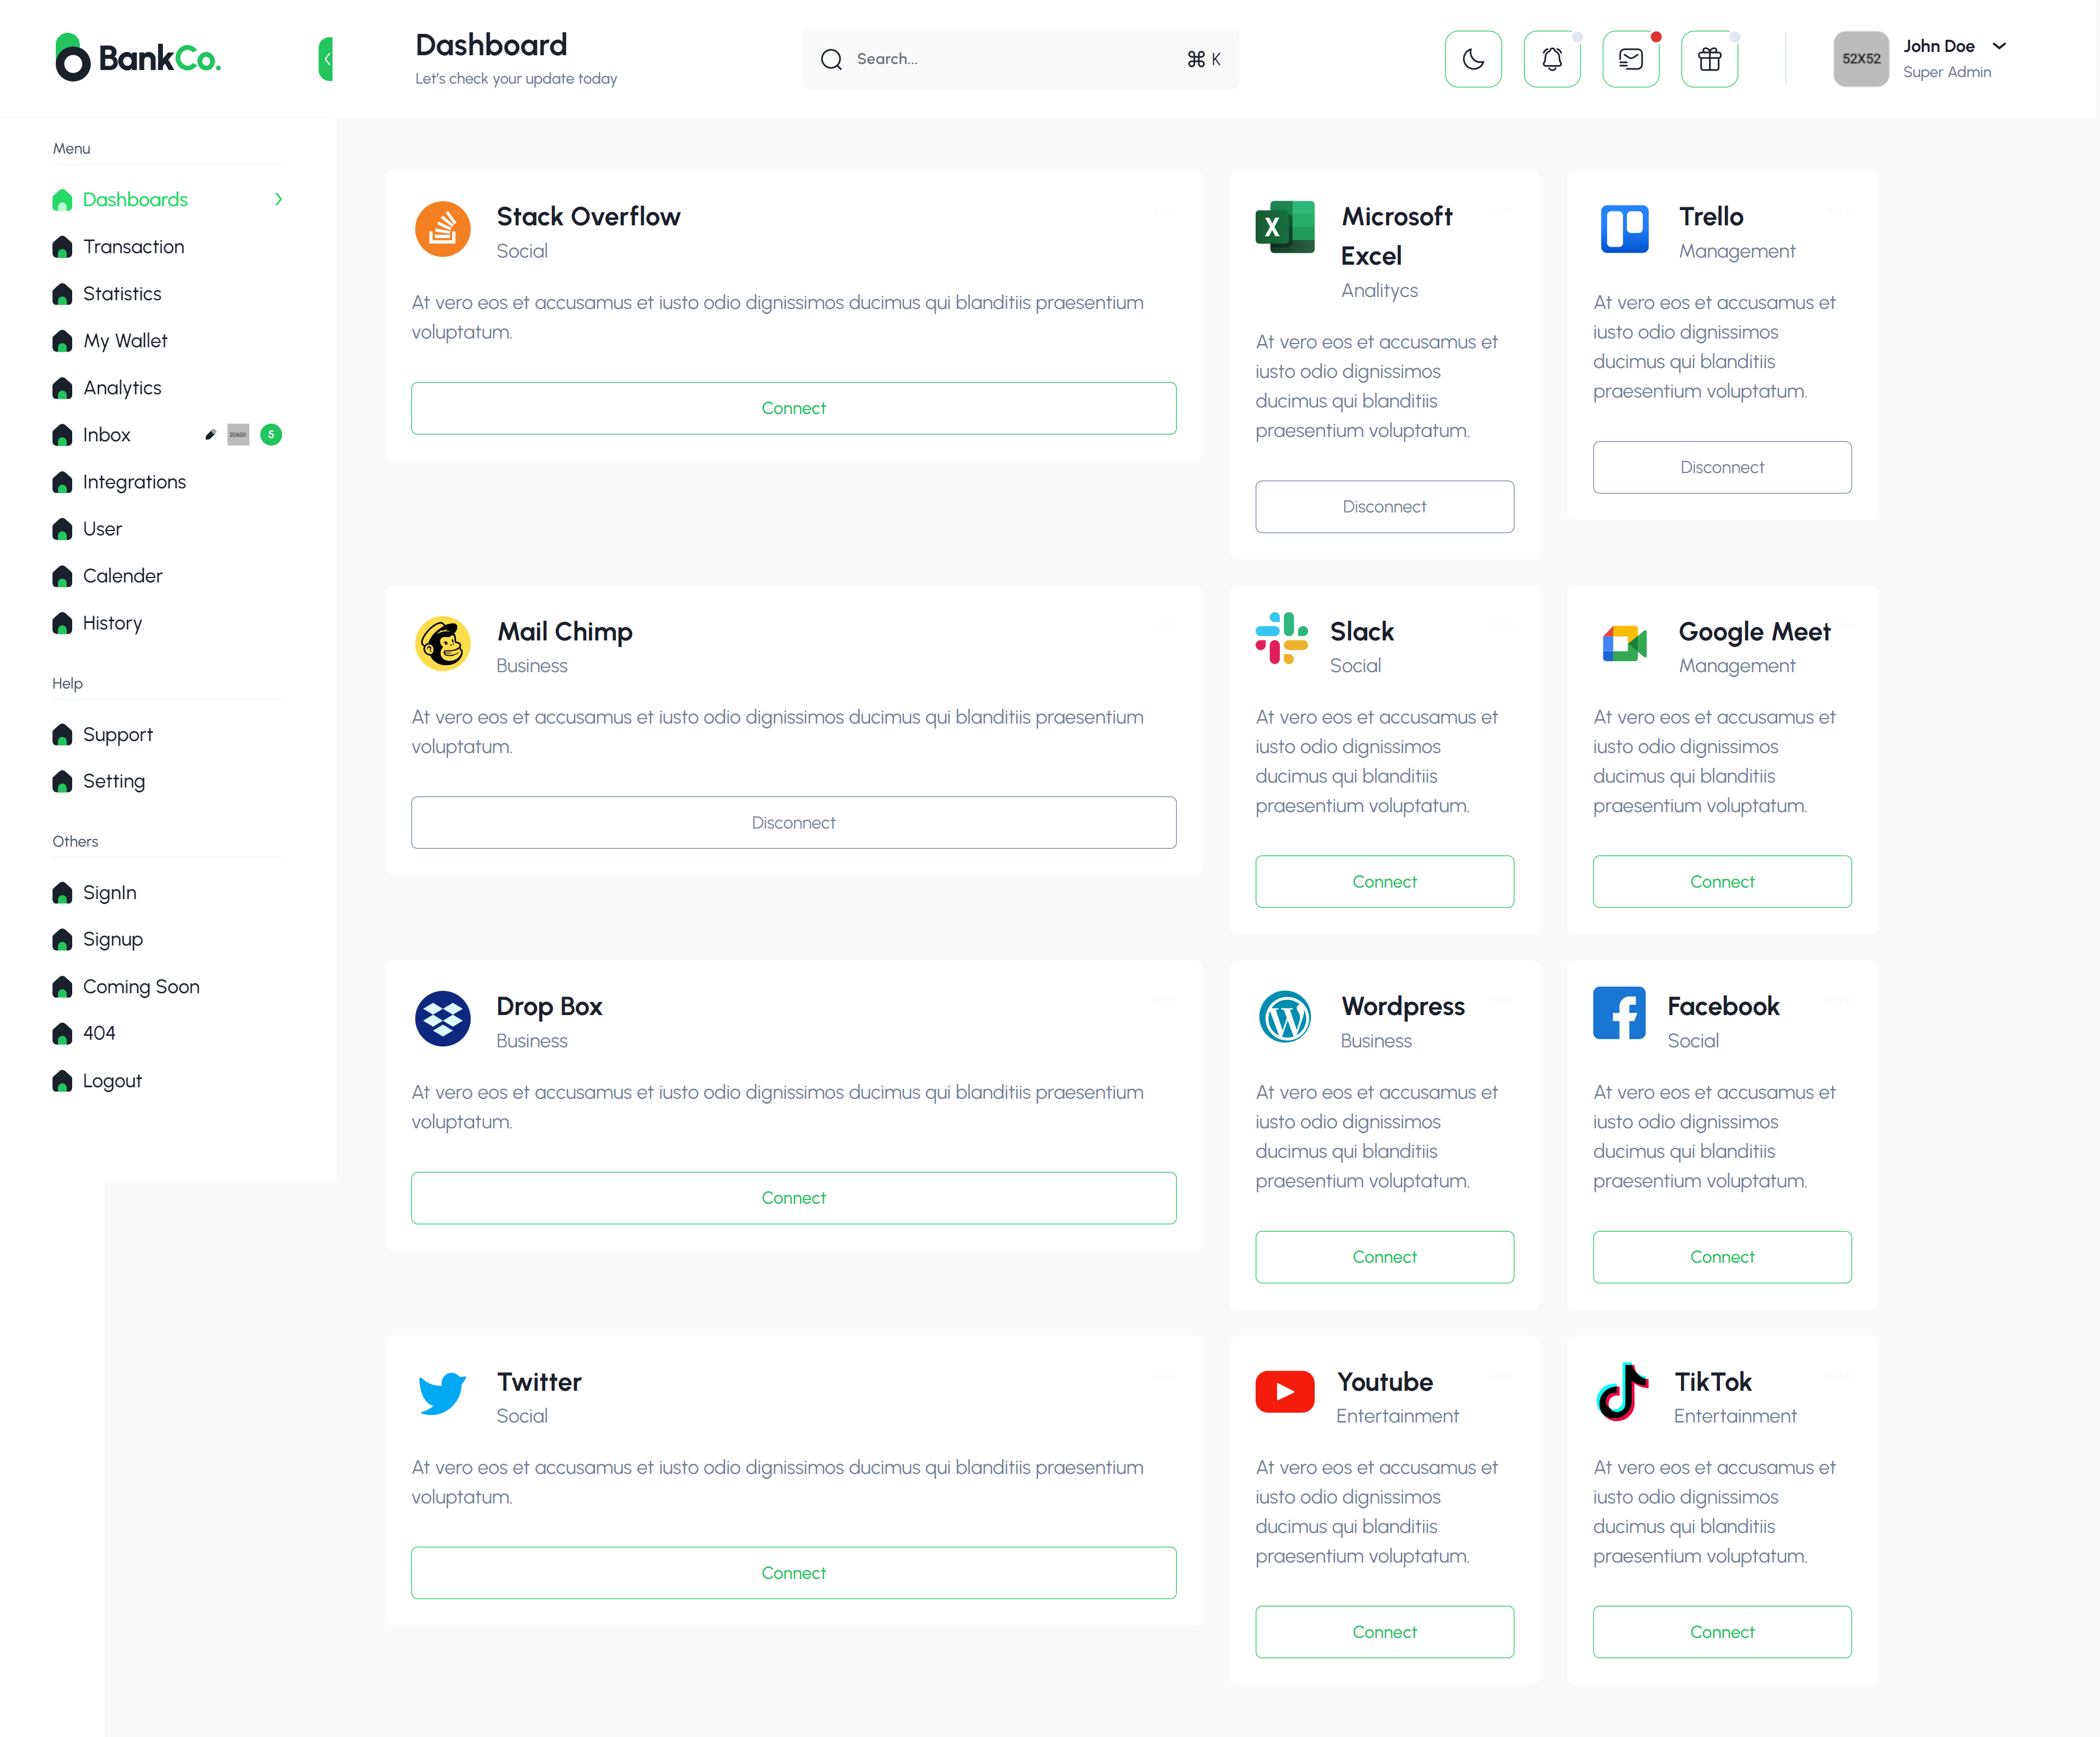 BankCo.
Dashboard
Let's check your update today
Search...
⌘ K
52X52
John Doe
Super Admin
Menu
Dashboards
Transaction
Statistics
My Wallet
Analytics
Inbox
20X20
5
Integrations
User
Calender
History
Help
Support
Setting
Others
SignIn
Signup
Coming Soon
404
Logout
Stack Overflow
Social
At vero eos et accusamus et iusto odio dignissimos ducimus qui blanditiis praesentium
voluptatum.
Connect
X
Microsoft
Excel
Analitycs
At vero eos et accusamus et
iusto odio dignissimos
ducimus qui blanditiis
praesentium voluptatum.
Disconnect
Trello
Management
At vero eos et accusamus et
iusto odio dignissimos
ducimus qui blanditiis
praesentium voluptatum.
Disconnect
Mail Chimp
Business
At vero eos et accusamus et iusto odio dignissimos ducimus qui blanditiis praesentium
voluptatum.
Disconnect
Slack
Social
At vero eos et accusamus et
iusto odio dignissimos
ducimus qui blanditiis
praesentium voluptatum.
Connect
Google Meet
Management
At vero eos et accusamus et
iusto odio dignissimos
ducimus qui blanditiis
praesentium voluptatum.
Connect
Drop Box
Business
At vero eos et accusamus et iusto odio dignissimos ducimus qui blanditiis praesentium
voluptatum.
Connect
Wordpress
Business
At vero eos et accusamus et
iusto odio dignissimos
ducimus qui blanditiis
praesentium voluptatum.
Connect
Facebook
Social
At vero eos et accusamus et
iusto odio dignissimos
ducimus qui blanditiis
praesentium voluptatum.
Connect
Twitter
Social
At vero eos et accusamus et iusto odio dignissimos ducimus qui blanditiis praesentium
voluptatum.
Connect
Youtube
Entertainment
At vero eos et accusamus et
iusto odio dignissimos
ducimus qui blanditiis
praesentium voluptatum.
Connect
TikTok
Entertainment
At vero eos et accusamus et
iusto odio dignissimos
ducimus qui blanditiis
praesentium voluptatum.
Connect